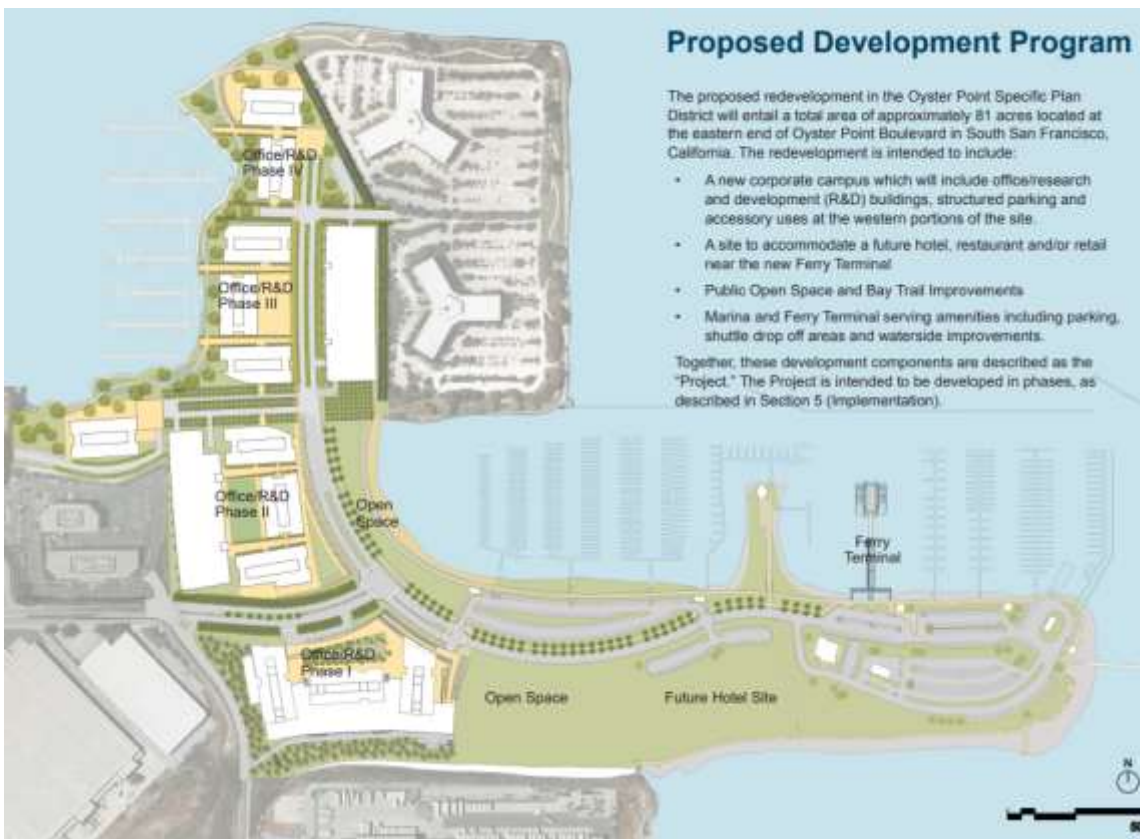 Proposed Development Program
The proposed redevelopment in the Oyster Point Specific Plan
District will entail a total area of approximately 81 acres located at
the eastern end of Oyster Point Boulevard in South San Francisco,
California. The redevelopment is intended to include:
• A new corporate campus which will include office/research
and development (R&D) buildings, structured parking and
accessory uses at the western portions of the site.
• A site to accommodate a future hotel, restaurant and/or retail
near the new Ferry Terminal
• Public Open Space and Bay Trail Improvements
• Marina and Ferry Terminal serving amenities including parking,
shuttle drop off areas and waterside improvements.
Together, these development components are described as the
"Project." The Project is intended to be developed in phases, as
described in Section 5 (Implementation).
Office/R&D
Phase IV
Office/R&D
Phase III
Office/R&D
Phase II
Open
Space
Ferry
Terminal
Office/R&D
Phase I
Open Space
Future Hotel Site
N